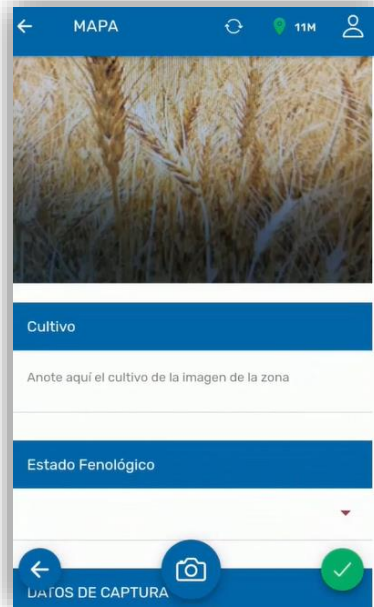 MAPA
11M
Cultivo
Anote aquí el cultivo de la imagen de la zona
Estado Fenológico
DATOS DE CAPTURA